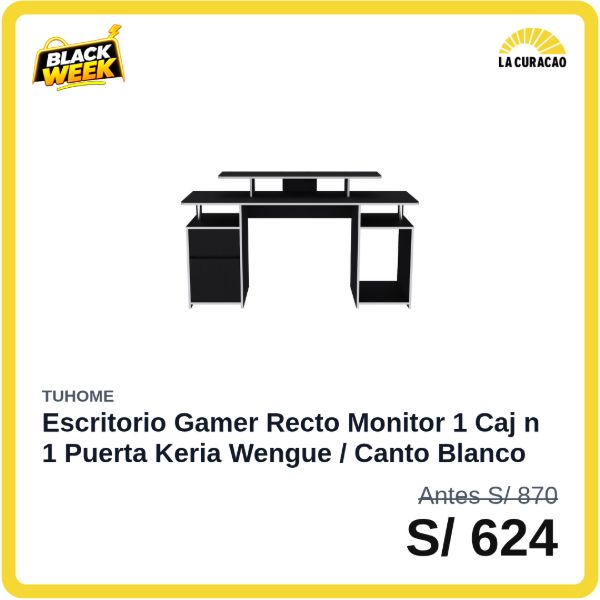 BLACK
WEEK
LA CURACAO
TUHOME
Escritorio Gamer Recto Monitor 1 Caj n
1 Puerta Keria Wengue / Canto Blanco
Antes S/ 870
S/ 624